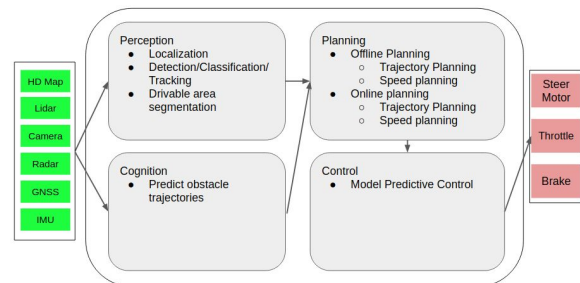 HD Map
Lidar
Camera
Radar
GNSS
IMU
Perception
● Localization
● Detection/Classification/
Tracking
● Drivable area
segmentation
Cognition
● Predict obstacle
trajectories
Planning
● Offline Planning
○ Trajectory Planning
○ Speed planning
● Online planning
○ Trajectory Planning
○ Speed planning
Control
● Model Predictive Control
Steer
Motor
Throttle
Brake